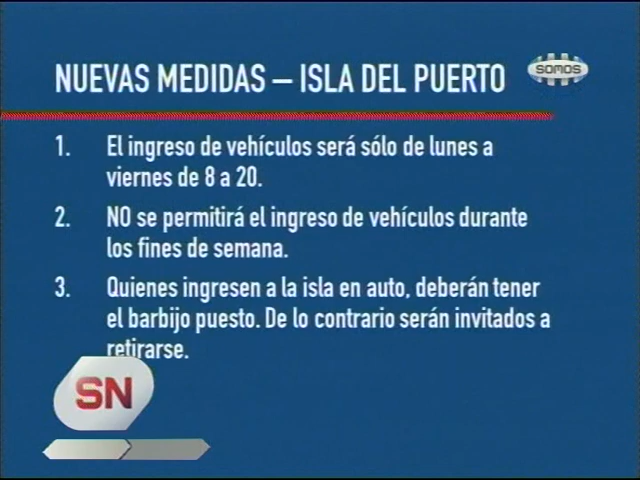 NUEVAS MEDIDAS – ISLA DEL PUERTO
SOMOS
1. El ingreso de vehículos será sólo de lunes a
viernes de 8 a 20.
2. NO se permitirá el ingreso de vehículos durante
los fines de semana.
3. Quienes ingresen a la isla en auto, deberán tener
el barbijo puesto. De lo contrario serán invitados a
retirarse.
SN